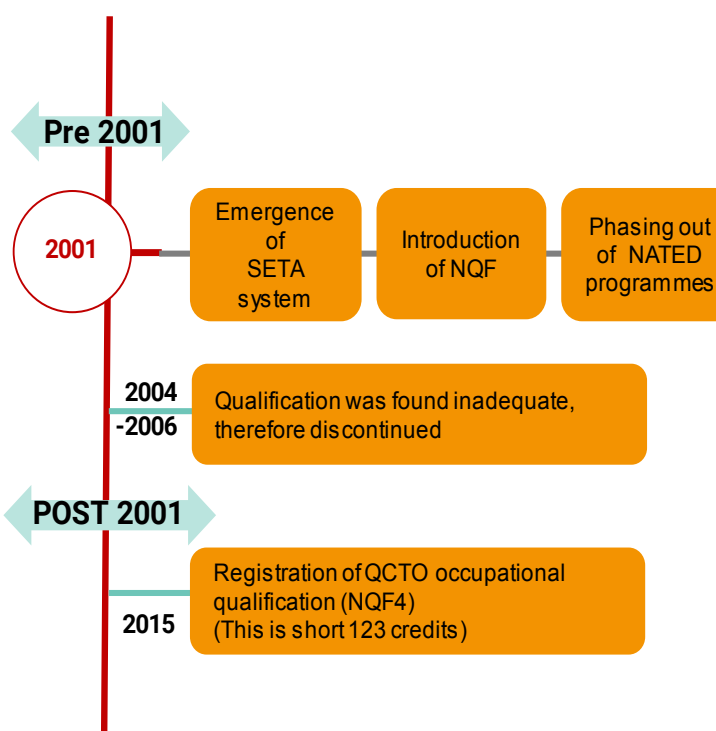 Pre 2001
2001
Emergence
of
SETA
system
Introduction
of NQF
Phasing out
of NATED
programmes
2004
-2006
Qualification was found inadequate,
therefore discontinued
POST 2001
2015
Registration of QCTO occupational
qualification (NQF4)
(This is short 123 credits)